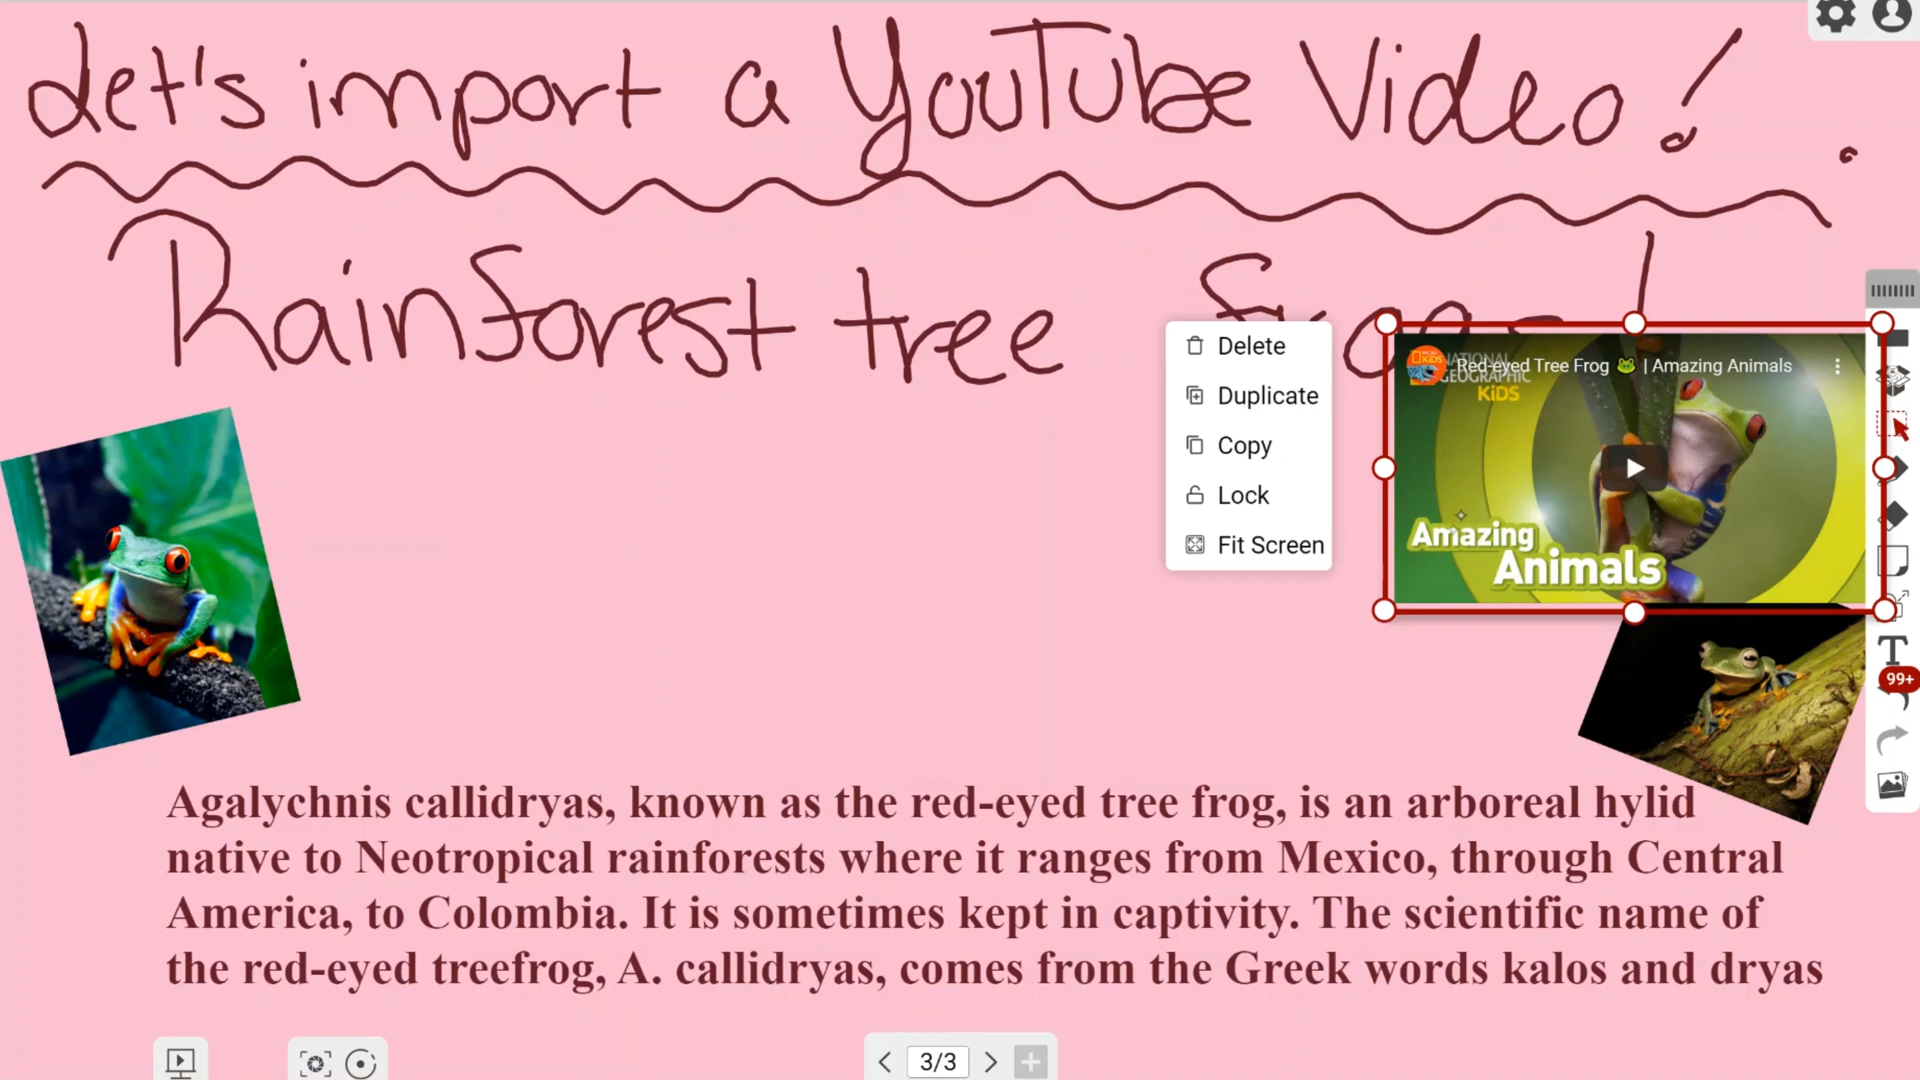 Let's import a YouTube Video!
Rainforest tree
Delete
Duplicate
Copy
Lock
Fit Screen
NATIONAL GEOGRAPHIC KiDS
Red-eyed Tree Frog 🐸 | Amazing Animals
Amazing
Animals
T
99+
Agalychnis callidryas, known as the red-eyed tree frog, is an arboreal hylid
native to Neotropical rainforests where it ranges from Mexico, through Central
America, to Colombia. It is sometimes kept in captivity. The scientific name of
the red-eyed treefrog, A. callidryas, comes from the Greek words kalos and dryas
3/3